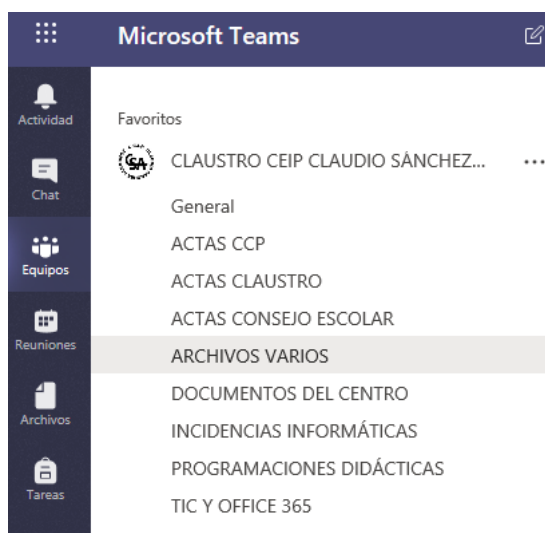 Microsoft Teams
Actividad
Chat
Equipos
Reuniones
Archivos
Tareas
Favoritos
CSA
CLAUSTRO CEIP CLAUDIO SÁNCHEZ...
General
ACTAS CCP
ACTAS CLAUSTRO
ACTAS CONSEJO ESCOLAR
ARCHIVOS VARIOS
DOCUMENTOS DEL CENTRO
INCIDENCIAS INFORMÁTICAS
PROGRAMACIONES DIDÁCTICAS
TIC Y OFFICE 365